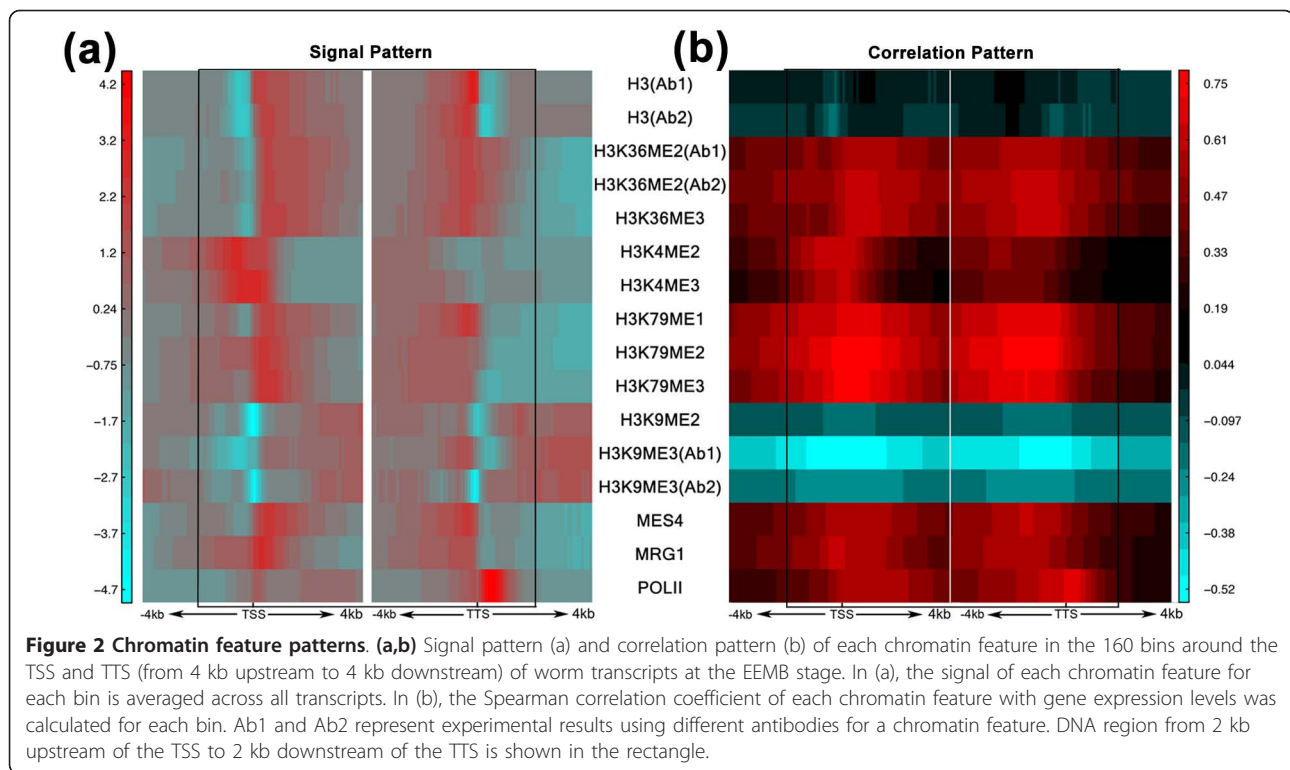 (a)
Signal Pattern
(b)
Correlation Pattern
4.2
3.2
2.2
1.2
0.24
−0.75
−1.7
−2.7
−3.7
−4.7
H3(Ab1)
H3(Ab2)
H3K36ME2(Ab1)
H3K36ME2(Ab2)
H3K36ME3
H3K4ME2
H3K4ME3
H3K79ME1
H3K79ME2
H3K79ME3
H3K9ME2
H3K9ME3(Ab1)
H3K9ME3(Ab2)
MES4
MRG1
POLII
0.75
0.61
0.47
0.33
0.19
0.044
−0.097
−0.24
−0.38
−0.52
-4kb TSS 4kb -4kb TTS 4kb
-4kb TSS 4kb -4kb TTS 4kb
Figure 2 Chromatin feature patterns. (a,b) Signal pattern (a) and correlation pattern (b) of each chromatin feature in the 160 bins around the
TSS and TTS (from 4 kb upstream to 4 kb downstream) of worm transcripts at the EEMB stage. In (a), the signal of each chromatin feature for
each bin is averaged across all transcripts. In (b), the Spearman correlation coefficient of each chromatin feature with gene expression levels was
calculated for each bin. Ab1 and Ab2 represent experimental results using different antibodies for a chromatin feature. DNA region from 2 kb
upstream of the TSS to 2 kb downstream of the TTS is shown in the rectangle.